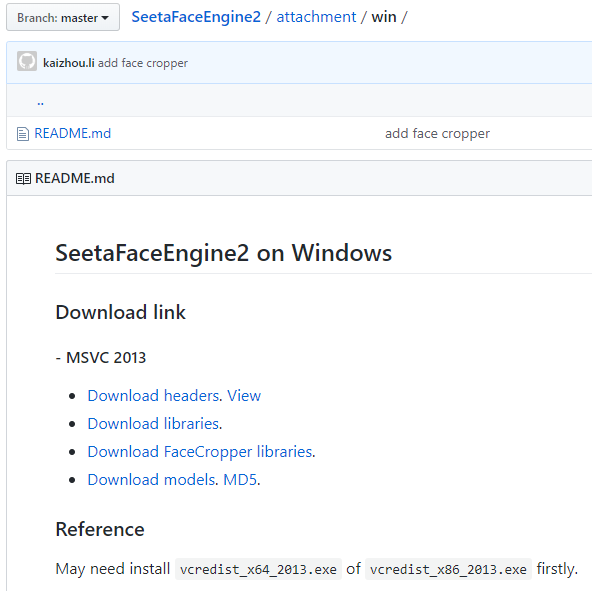 Branch: master
SeetaFaceEngine2 / attachment / win /
kaizhou.li add face cropper
..
README.md add face cropper
README.md
SeetaFaceEngine2 on Windows
Download link
- MSVC 2013
• Download headers. View
• Download libraries.
• Download FaceCropper libraries.
• Download models. MD5.
Reference
May need install vcredist_x64_2013.exe of vcredist_x86_2013.exe firstly.